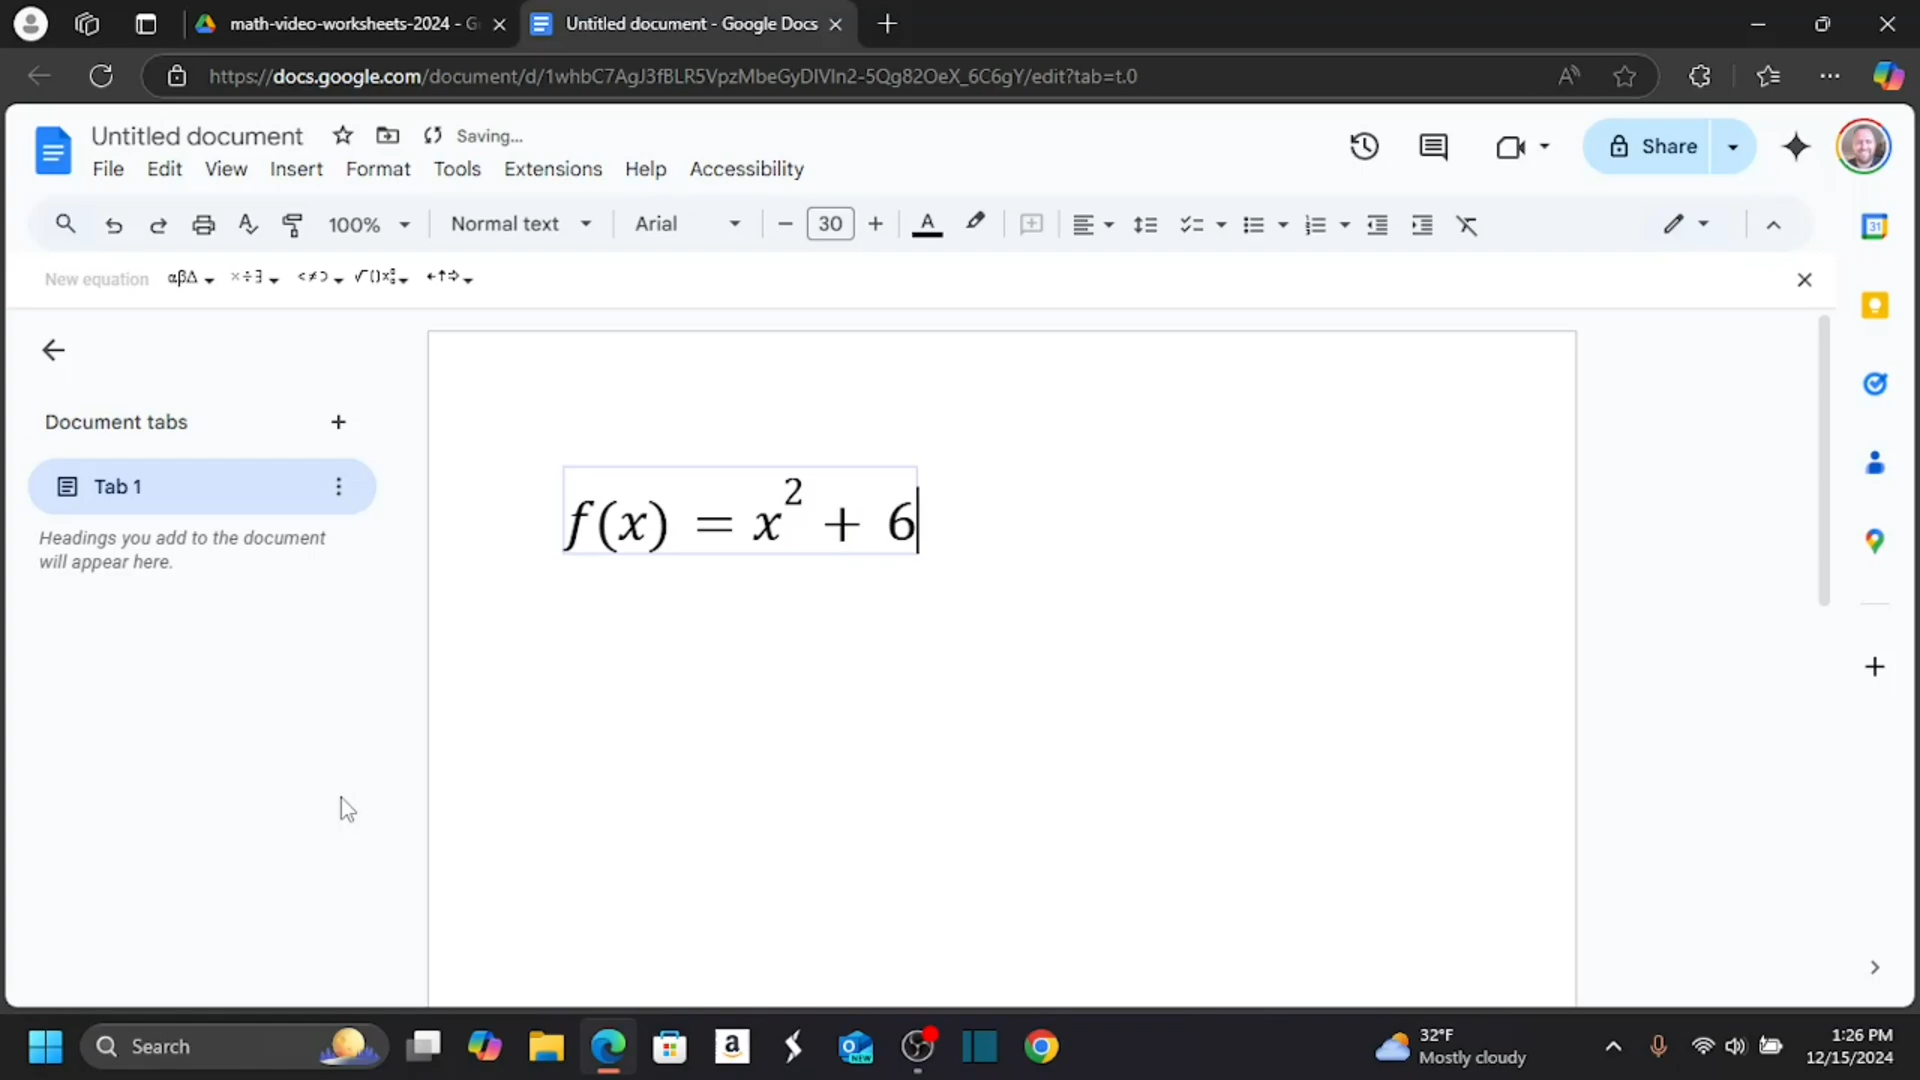 math-video-worksheets-2024 - G
Untitled document - Google Docs
https://docs.google.com/document/d/1whbC7AgJ3fBLR5VpzMbeGyDIVIn2-5Qg82OeX_6C6gY/edit?tab=t.0
Untitled document
Saving...
File Edit View Insert Format Tools Extensions Help Accessibility
Share
100% Normal text Arial − 30 +
New equation αβΔ ×÷∃ <≠⊃ √()x ←↑⇒
31
Document tabs
Tab 1
Headings you add to the document
will appear here.
f(x) = x² + 6
Search
a
NEW
32°F
Mostly cloudy
1:26 PM
12/15/2024